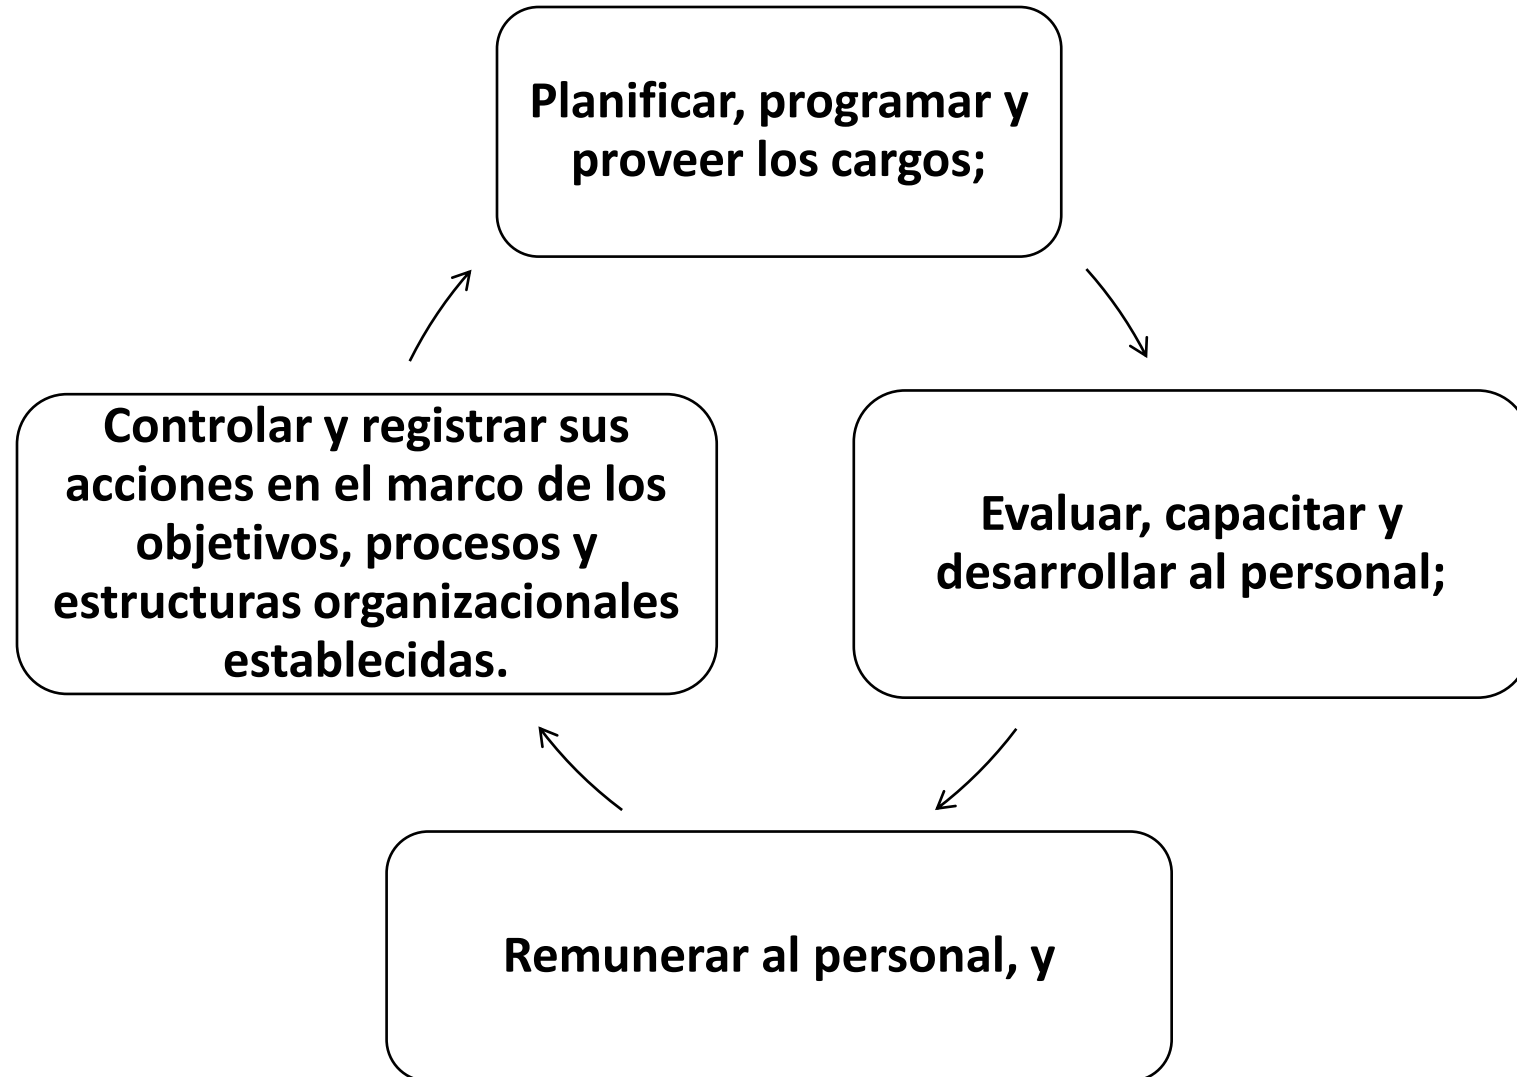 Planificar, programar y
proveer los cargos;
Evaluar, capacitar y
desarrollar al personal;
Remunerar al personal, y
Controlar y registrar sus
acciones en el marco de los
objetivos, procesos y
estructuras organizacionales
establecidas.